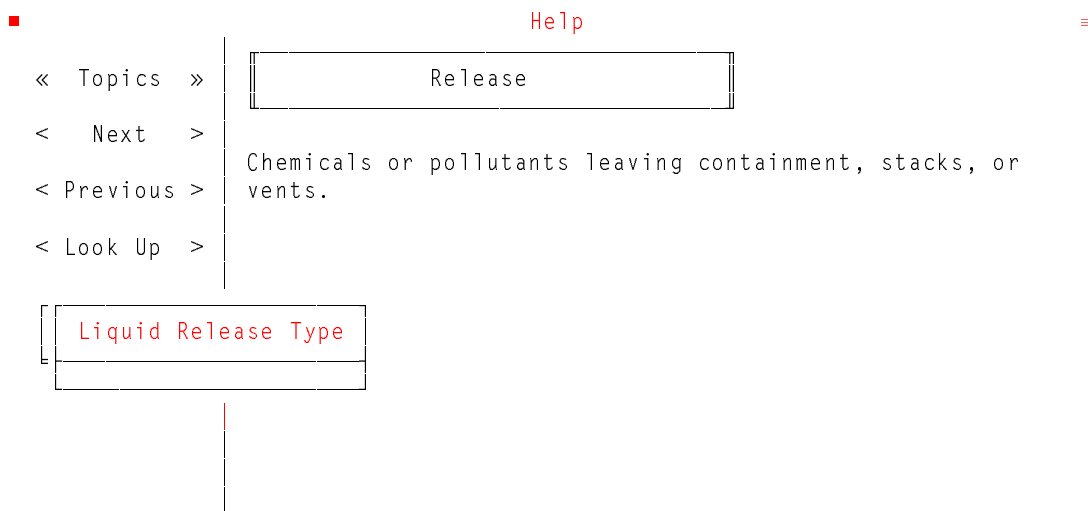 Help
« Topics »
Release
< Next >
Chemicals or pollutants leaving containment, stacks, or
< Previous >
vents.
< Look Up >
Liquid Release Type